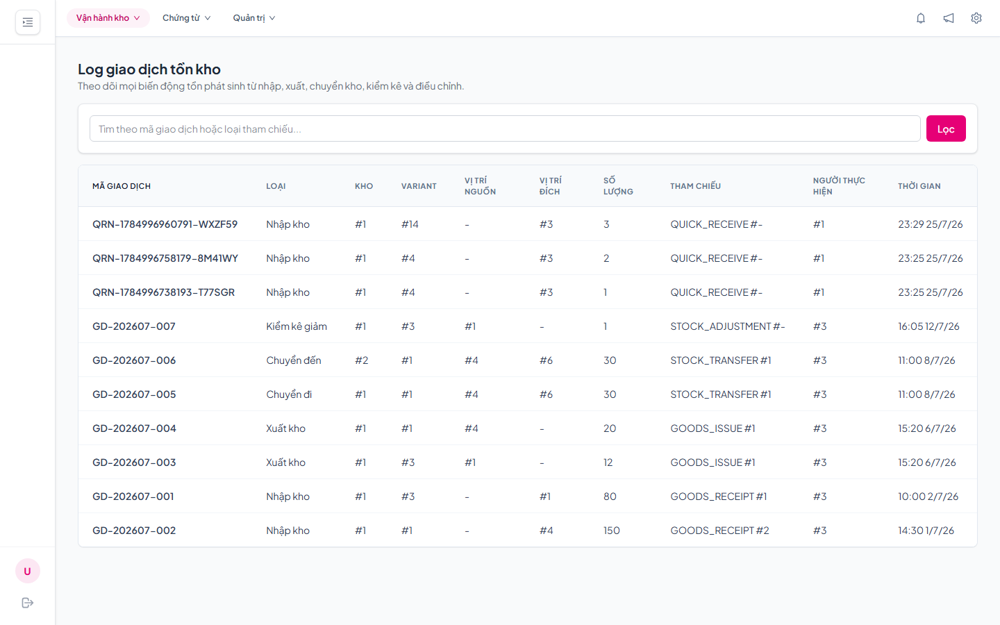 Vận hành kho
Chứng từ
Quản trị
Log giao dịch tồn kho
Theo dõi mọi biến động tồn phát sinh từ nhập, xuất, chuyển kho, kiểm kê và điều chỉnh.
Tìm theo mã giao dịch hoặc loại tham chiếu...
Lọc
MÃ GIAO DỊCH LOẠI KHO VARIANT VỊ TRÍ NGUỒN VỊ TRÍ ĐÍCH SỐ LƯỢNG THAM CHIẾU NGƯỜI THỰC HIỆN THỜI GIAN
QRN-1784996960791-WXZF59 Nhập kho #1 #14 - #3 3 QUICK_RECEIVE #- #1 23:29 25/7/26
QRN-1784996758179-8M41WY Nhập kho #1 #4 - #3 2 QUICK_RECEIVE #- #1 23:25 25/7/26
QRN-1784996738193-T77SGR Nhập kho #1 #4 - #3 1 QUICK_RECEIVE #- #1 23:25 25/7/26
GD-202607-007 Kiểm kê giảm #1 #3 #1 - 1 STOCK_ADJUSTMENT #- #3 16:05 12/7/26
GD-202607-006 Chuyển đến #2 #1 #4 #6 30 STOCK_TRANSFER #1 #3 11:00 8/7/26
GD-202607-005 Chuyển đi #1 #1 #4 #6 30 STOCK_TRANSFER #1 #3 11:00 8/7/26
GD-202607-004 Xuất kho #1 #1 #4 - 20 GOODS_ISSUE #1 #3 15:20 6/7/26
GD-202607-003 Xuất kho #1 #3 #1 - 12 GOODS_ISSUE #1 #3 15:20 6/7/26
GD-202607-001 Nhập kho #1 #3 - #1 80 GOODS_RECEIPT #1 #3 10:00 2/7/26
GD-202607-002 Nhập kho #1 #1 - #4 150 GOODS_RECEIPT #2 #3 14:30 1/7/26
U